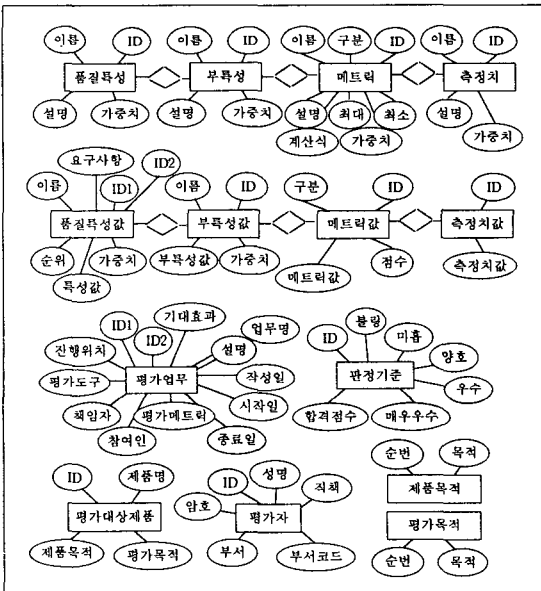 이름 ID 이름 ID 이름 구분 ID 이름 ID
품질특성 부특성 메트릭 측정치
설명 가중치 설명 가중치 설명 최대 최소 설명
계산식 가중치 가중치
요구사항 ID2
이름 ID1 이름 ID 구분 ID ID
품질특성값 부특성값 메트릭값 측정치값
순위 가중치 부특성값 가중치 점수 측정치값
특성값 메트릭값
기대효과
ID1 ID2 업무명 불량
진행위치 설명 ID 미흡
평가업무 양호
평가도구 작성일 판정기준
책임자 평가메트릭 시작일 우수
참여인 종료일 합격점수 매우우수
제품명 성명 순번 목적
ID ID 직책
평가대상제품 암호 평가자 제품목적
평가목적
제품목적 평가목적 부서 부서코드 순번 목적